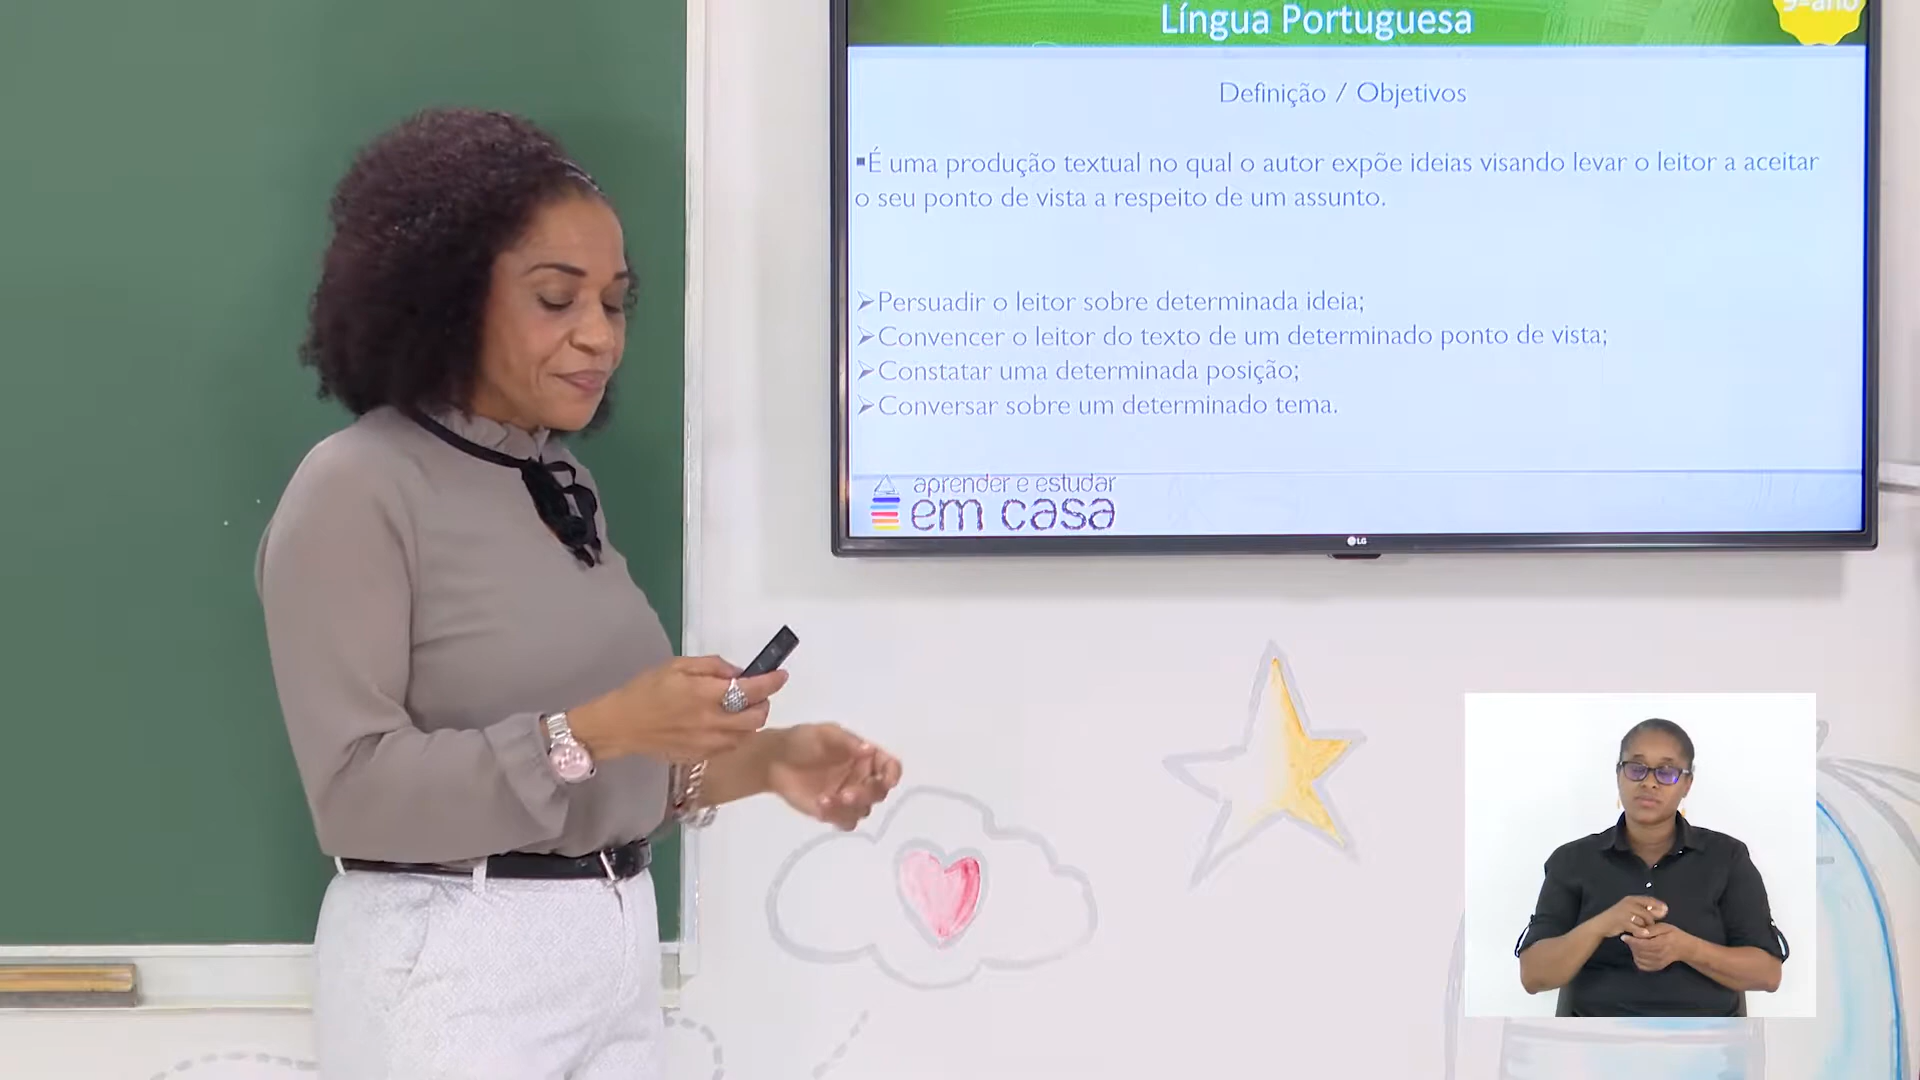 Língua Portuguesa
9º ano
Definição / Objetivos
▪É uma produção textual no qual o autor expõe ideias visando levar o leitor a aceitar
o seu ponto de vista a respeito de um assunto.
➢Persuadir o leitor sobre determinada ideia;
➢Convencer o leitor do texto de um determinado ponto de vista;
➢Constatar uma determinada posição;
➢Conversar sobre um determinado tema.
aprender e estudar
em casa
LG